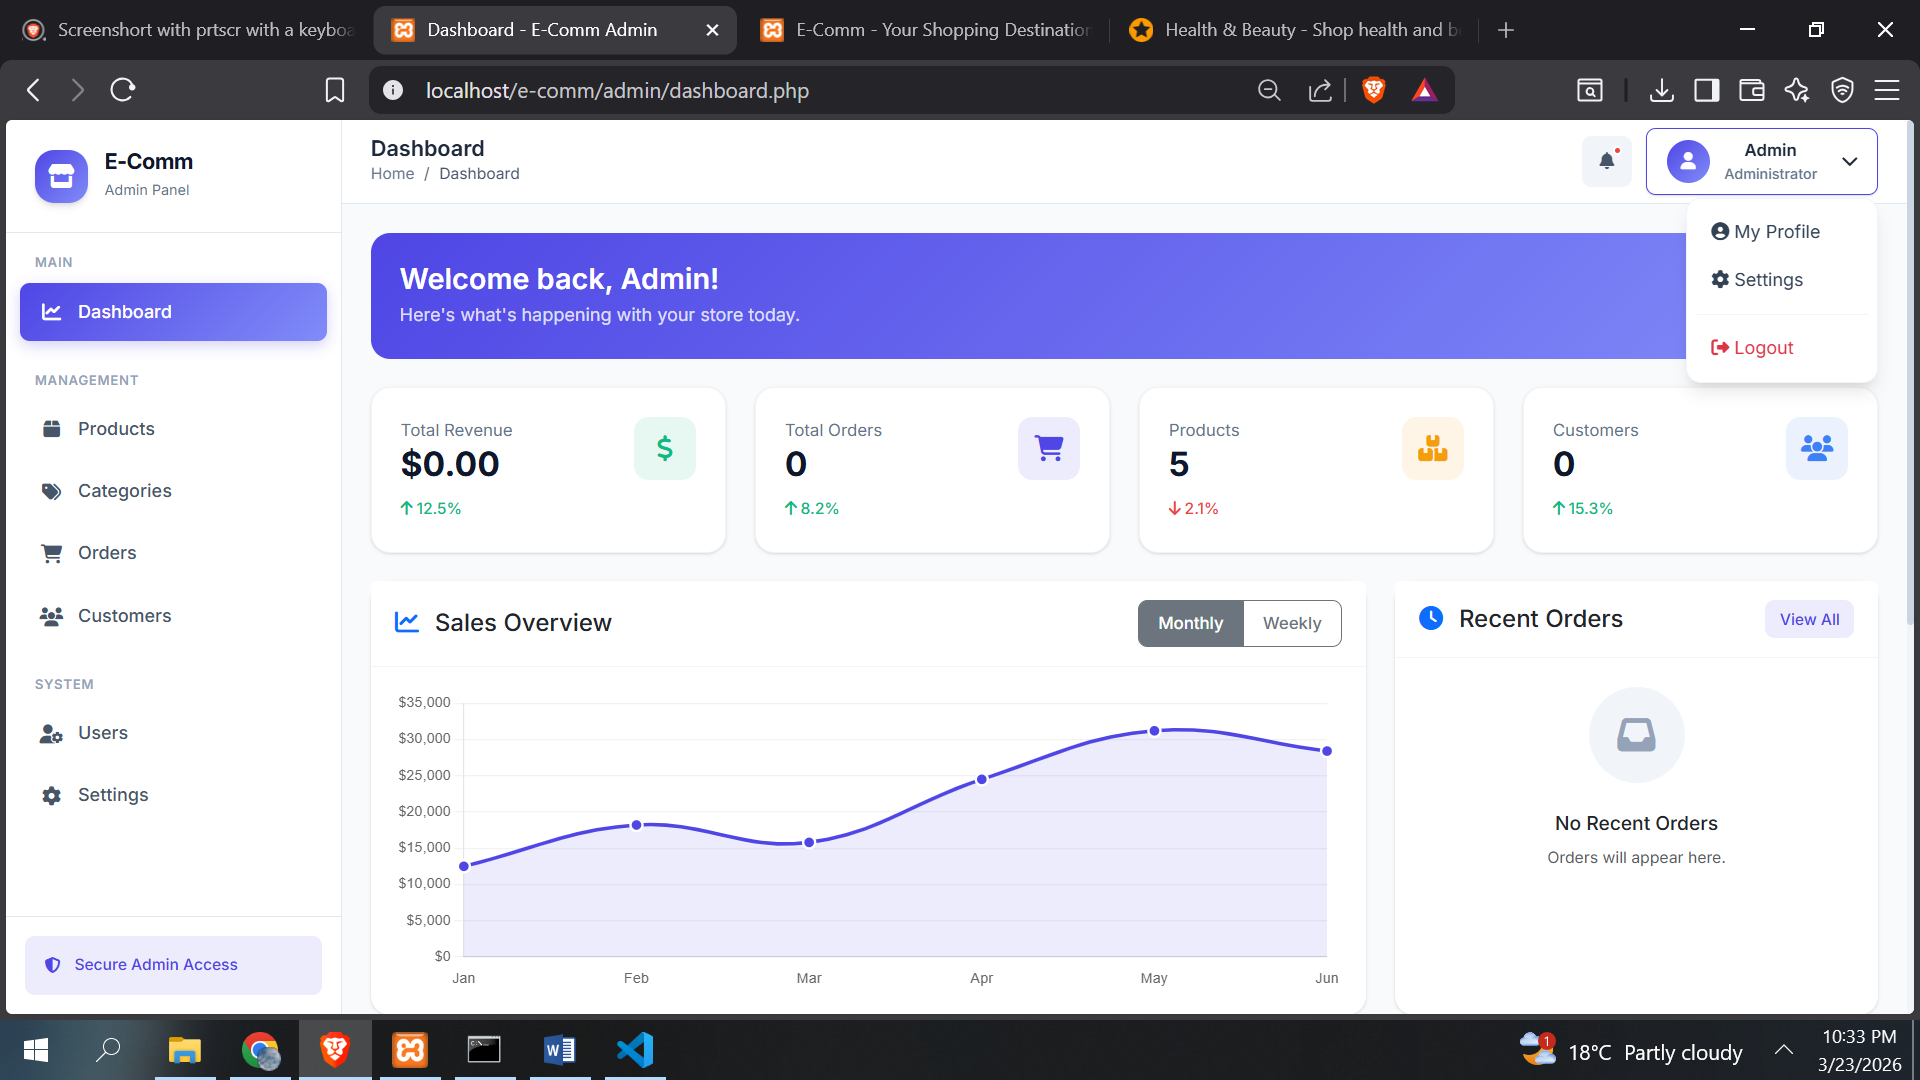 Screenshort with prtscr with a keyboa
Dashboard - E-Comm Admin
E-Comm - Your Shopping Destination
Health & Beauty - Shop health and b
localhost/e-comm/admin/dashboard.php
E-Comm
Admin Panel
MAIN
Dashboard
MANAGEMENT
Products
Categories
Orders
Customers
SYSTEM
Users
Settings
Secure Admin Access
Dashboard
Home / Dashboard
Admin
Administrator
My Profile
Settings
Logout
Welcome back, Admin!
Here's what's happening with your store today.
Total Revenue
$0.00
12.5%
Total Orders
0
8.2%
Products
5
2.1%
Customers
0
15.3%
Sales Overview
Monthly
Weekly
$35,000
$30,000
$25,000
$20,000
$15,000
$10,000
$5,000
$0
Jan Feb Mar Apr May Jun
Recent Orders
View All
No Recent Orders
Orders will appear here.
1
18°C Partly cloudy
10:33 PM
3/23/2026